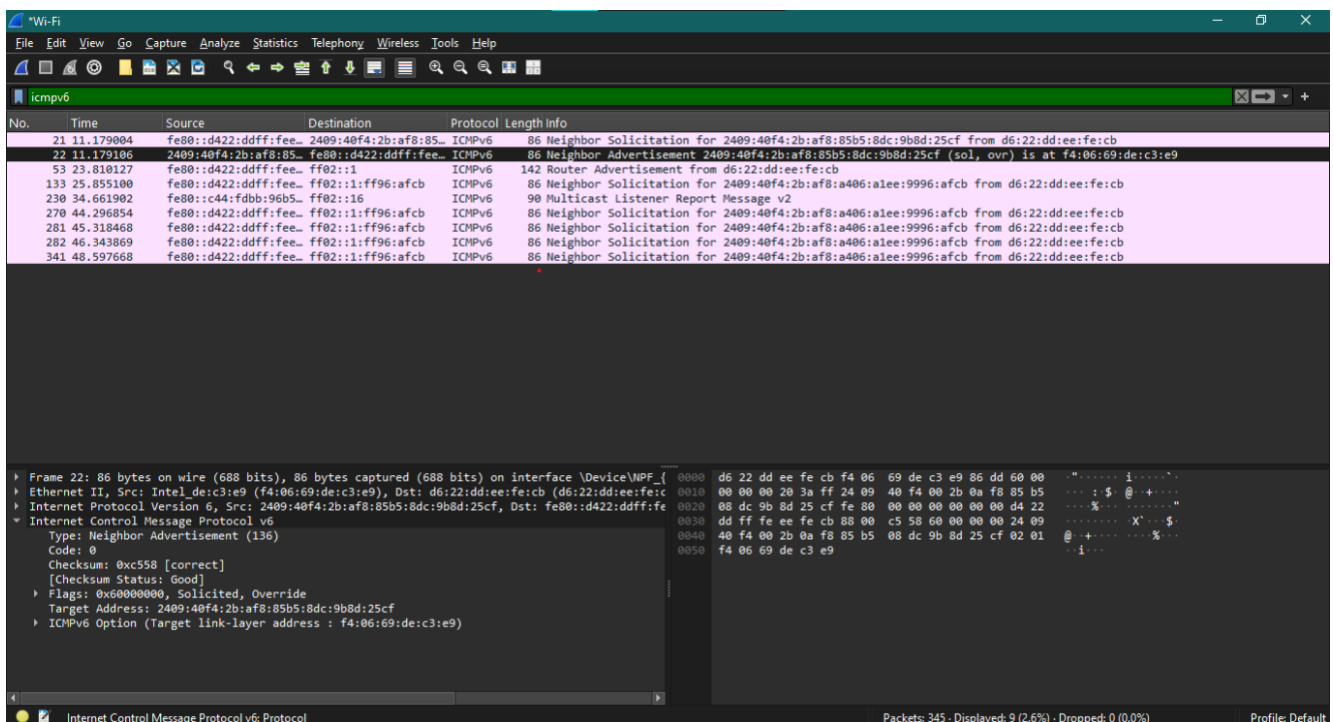 *Wi-Fi
File Edit View Go Capture Analyze Statistics Telephony Wireless Tools Help
icmpv6
No. Time Source Destination Protocol Length Info
21 11.179004 fe80::d422:ddff:fee… 2409:40f4:2b:af8:85… ICMPv6 86 Neighbor Solicitation for 2409:40f4:2b:af8:85b5:8dc:9b8d:25cf from d6:22:dd:ee:fe:cb
22 11.179106 2409:40f4:2b:af8:85… fe80::d422:ddff:fee… ICMPv6 86 Neighbor Advertisement 2409:40f4:2b:af8:85b5:8dc:9b8d:25cf (sol, ovr) is at f4:06:69:de:c3:e9
53 23.810127 fe80::d422:ddff:fee… ff02::1 ICMPv6 142 Router Advertisement from d6:22:dd:ee:fe:cb
133 25.855100 fe80::d422:ddff:fee… ff02::1:ff96:afcb ICMPv6 86 Neighbor Solicitation for 2409:40f4:2b:af8:a406:a1ee:9996:afcb from d6:22:dd:ee:fe:cb
230 34.661902 fe80::c44:fdbb:96b5… ff02::16 ICMPv6 90 Multicast Listener Report Message v2
270 44.296854 fe80::d422:ddff:fee… ff02::1:ff96:afcb ICMPv6 86 Neighbor Solicitation for 2409:40f4:2b:af8:a406:a1ee:9996:afcb from d6:22:dd:ee:fe:cb
281 45.318468 fe80::d422:ddff:fee… ff02::1:ff96:afcb ICMPv6 86 Neighbor Solicitation for 2409:40f4:2b:af8:a406:a1ee:9996:afcb from d6:22:dd:ee:fe:cb
282 46.343869 fe80::d422:ddff:fee… ff02::1:ff96:afcb ICMPv6 86 Neighbor Solicitation for 2409:40f4:2b:af8:a406:a1ee:9996:afcb from d6:22:dd:ee:fe:cb
341 48.597668 fe80::d422:ddff:fee… ff02::1:ff96:afcb ICMPv6 86 Neighbor Solicitation for 2409:40f4:2b:af8:a406:a1ee:9996:afcb from d6:22:dd:ee:fe:cb
Frame 22: 86 bytes on wire (688 bits), 86 bytes captured (688 bits) on interface \Device\NPF_{
Ethernet II, Src: Intel_de:c3:e9 (f4:06:69:de:c3:e9), Dst: d6:22:dd:ee:fe:cb (d6:22:dd:ee:fe:c
Internet Protocol Version 6, Src: 2409:40f4:2b:af8:85b5:8dc:9b8d:25cf, Dst: fe80::d422:ddff:fe
Internet Control Message Protocol v6
Type: Neighbor Advertisement (136)
Code: 0
Checksum: 0xc558 [correct]
[Checksum Status: Good]
Flags: 0x60000000, Solicited, Override
Target Address: 2409:40f4:2b:af8:85b5:8dc:9b8d:25cf
ICMPv6 Option (Target link-layer address : f4:06:69:de:c3:e9)
0000 d6 22 dd ee fe cb f4 06 69 de c3 e9 86 dd 60 00 ·"······ i·····`·
0010 00 00 00 20 3a ff 24 09 40 f4 00 2b 0a f8 85 b5 ··· :·$· @··+····
0020 08 dc 9b 8d 25 cf fe 80 00 00 00 00 00 00 d4 22 ····%··· ·······"
0030 dd ff fe ee fe cb 88 00 c5 58 60 00 00 00 24 09 ········ ·X`···$·
0040 40 f4 00 2b 0a f8 85 b5 08 dc 9b 8d 25 cf 02 01 @··+···· ····%···
0050 f4 06 69 de c3 e9 ··i···
Internet Control Message Protocol v6: Protocol Packets: 345 · Displayed: 9 (2.6%) · Dropped: 0 (0.0%) Profile: Default